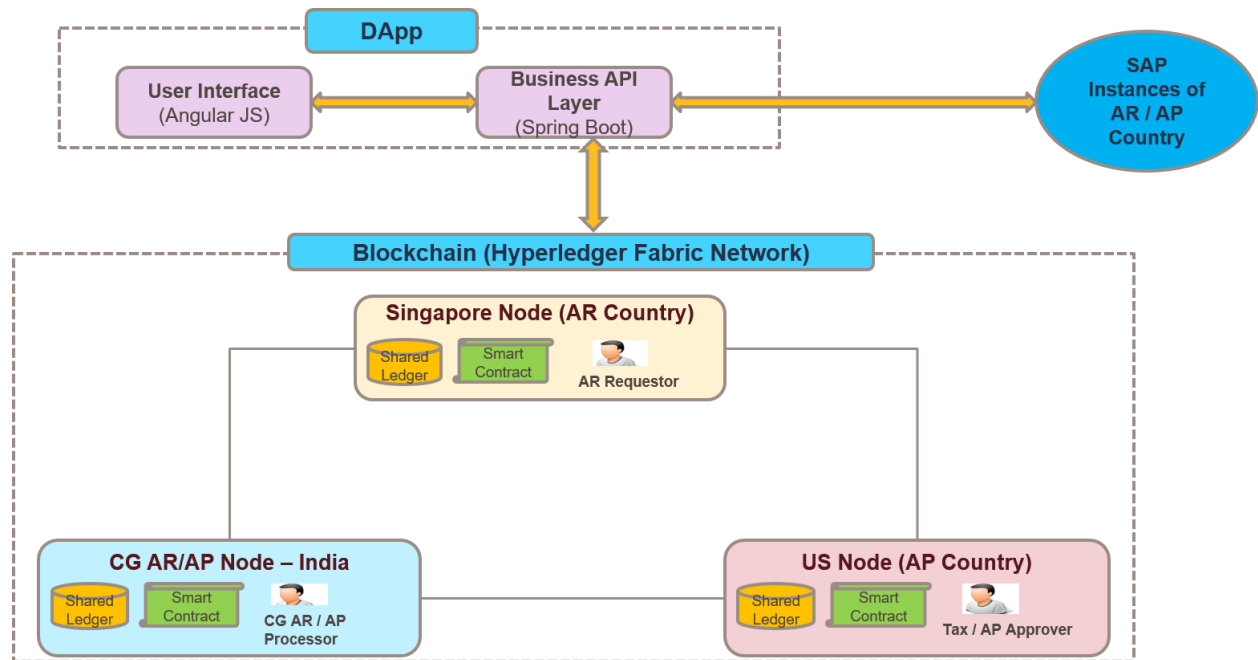 DApp
User Interface
(Angular JS)
Business API
Layer
(Spring Boot)
SAP
Instances of
AR / AP
Country
Blockchain (Hyperledger Fabric Network)
Singapore Node (AR Country)
Shared
Ledger
Smart
Contract
AR Requestor
CG AR/AP Node – India
Shared
Ledger
Smart
Contract
CG AR / AP
Processor
US Node (AP Country)
Shared
Ledger
Smart
Contract
Tax / AP Approver